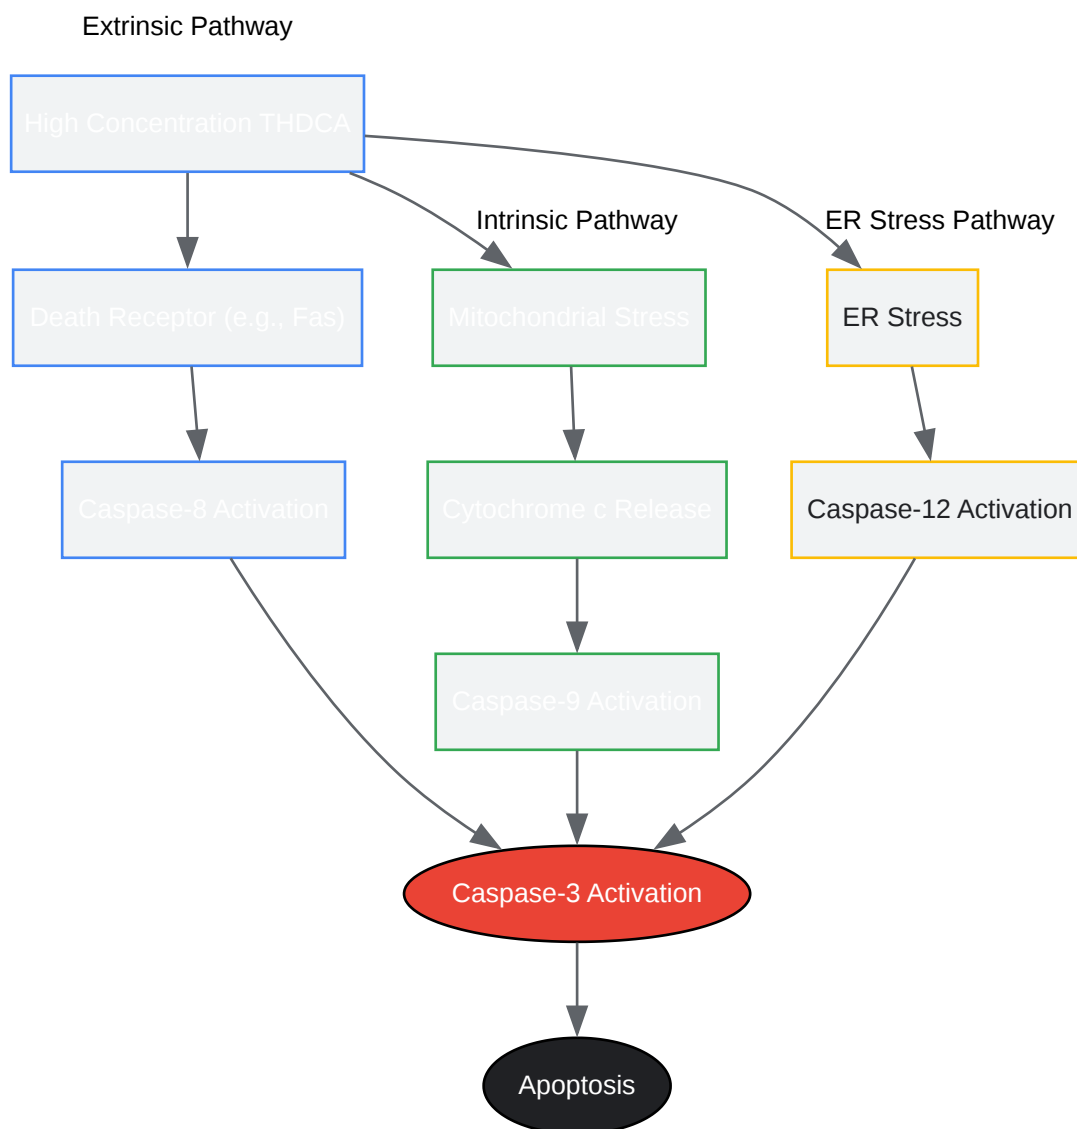 Extrinsic Pathway
High Concentration THDCA
Intrinsic Pathway
ER Stress Pathway
Death Receptor (e.g., Fas)
Mitochondrial Stress
ER Stress
Caspase-8 Activation
Cytochrome c Release
Caspase-12 Activation
Caspase-9 Activation
Caspase-3 Activation
Apoptosis